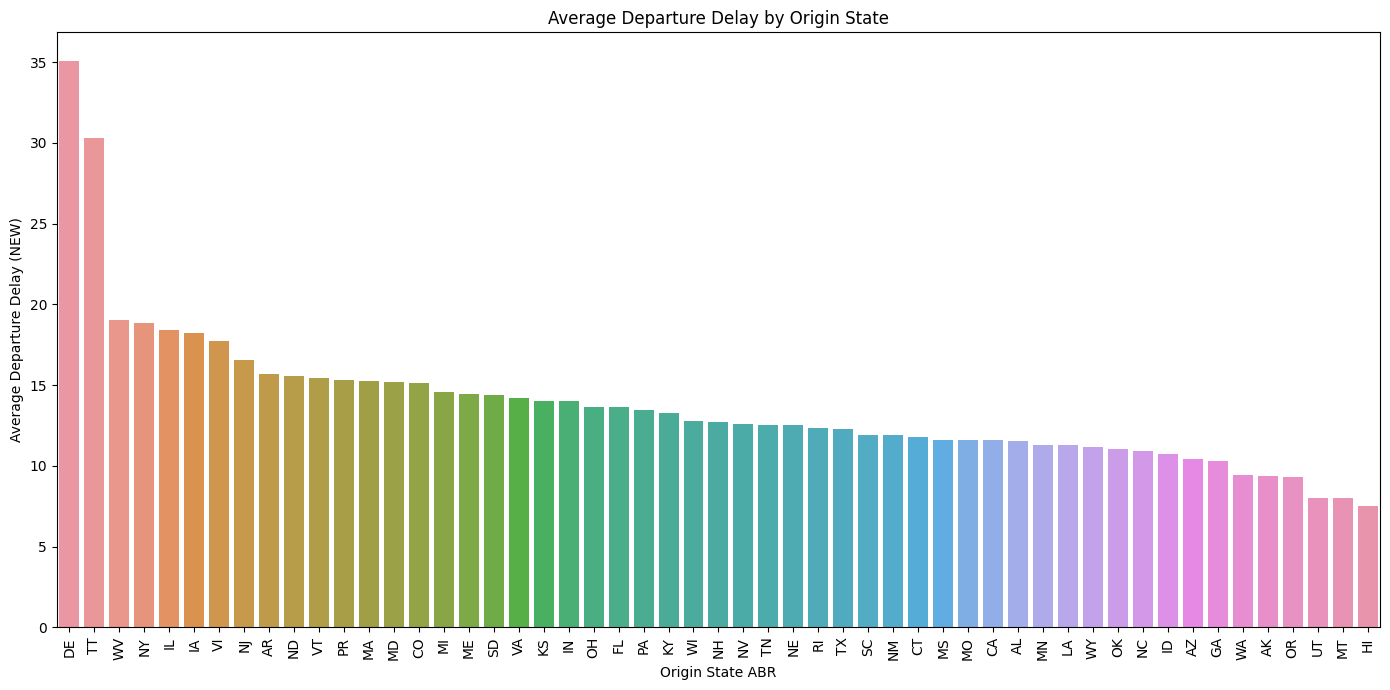 Average Departure Delay by Origin State
Average Departure Delay (NEW)
35
30
25
20
15
10
5
0
DE TT WV NY IL IA VI NJ AR ND VT PR MA MD CO MI ME SD VA KS IN OH FL PA KY WI NH NV TN NE RI TX SC NM CT MS MO CA AL MN LA WY OK NC ID AZ GA WA AK OR UT MT HI
Origin State ABR